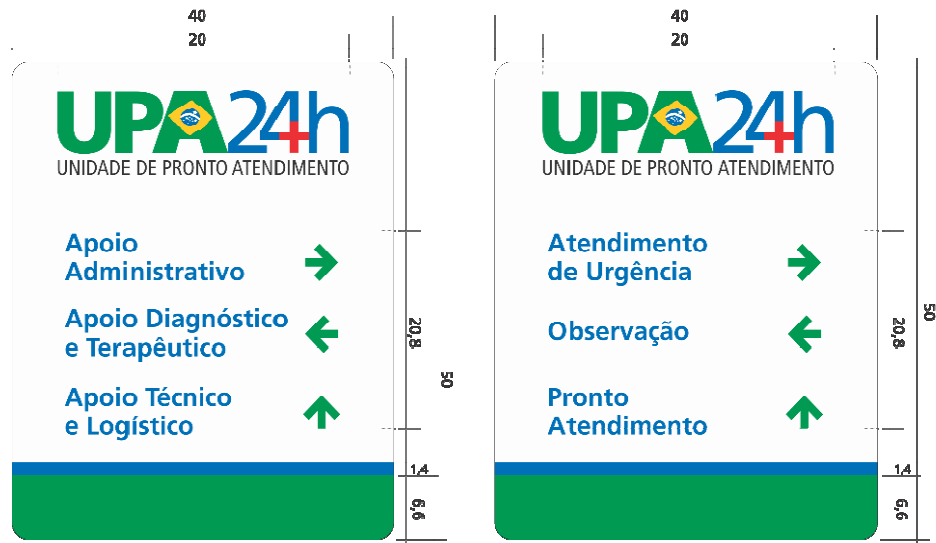 40
20
UPA24h
UNIDADE DE PRONTO ATENDIMENTO
Apoio
Administrativo
Apoio Diagnóstico
e Terapêutico
Apoio Técnico
e Logístico
20,8
50
1,4
6,6
40
20
UPA24h
UNIDADE DE PRONTO ATENDIMENTO
Atendimento
de Urgência
Observação
Pronto
Atendimento
20,8
50
1,4
6,6